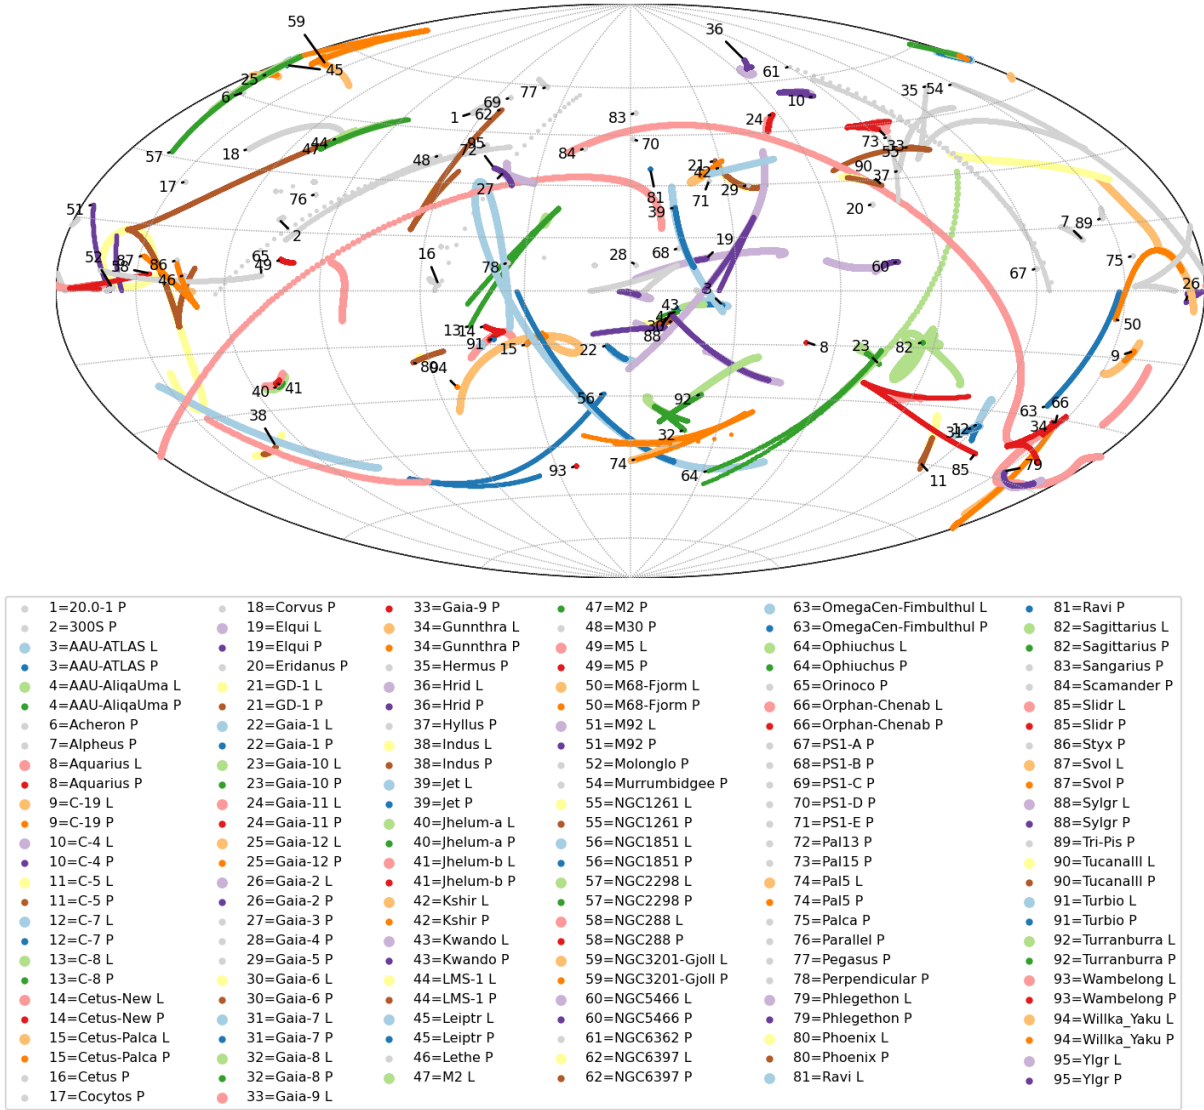 59
36
45
25
61
6
77
69
35
54
1
62
10
83
24
57
44
47
18
95
72
48
84
70
73
33
55
21
42
90
37
17
27
76
81
71
29
51
39
20
2
7
89
52
87
86
65
49
16
78
28
68
19
60
75
67
58
46
3
26
43
4
30
88
13
14
91
15
22
8
23
82
50
9
80
94
40
41
56
92
63
66
38
32
12
31
34
93
74
64
85
11
79
1=20.0-1 P
2=300S P
3=AAU-ATLAS L
3=AAU-ATLAS P
4=AAU-AliqaUma L
4=AAU-AliqaUma P
6=Acheron P
7=Alpheus P
8=Aquarius L
8=Aquarius P
9=C-19 L
9=C-19 P
10=C-4 L
10=C-4 P
11=C-5 L
11=C-5 P
12=C-7 L
12=C-7 P
13=C-8 L
13=C-8 P
14=Cetus-New L
14=Cetus-New P
15=Cetus-Palca L
15=Cetus-Palca P
16=Cetus P
17=Cocytos P
18=Corvus P
19=Elqui L
19=Elqui P
20=Eridanus P
21=GD-1 L
21=GD-1 P
22=Gaia-1 L
22=Gaia-1 P
23=Gaia-10 L
23=Gaia-10 P
24=Gaia-11 L
24=Gaia-11 P
25=Gaia-12 L
25=Gaia-12 P
26=Gaia-2 L
26=Gaia-2 P
27=Gaia-3 P
28=Gaia-4 P
29=Gaia-5 P
30=Gaia-6 L
30=Gaia-6 P
31=Gaia-7 L
31=Gaia-7 P
32=Gaia-8 L
32=Gaia-8 P
33=Gaia-9 L
33=Gaia-9 P
34=Gunnthra L
34=Gunnthra P
35=Hermus P
36=Hrid L
36=Hrid P
37=Hyllus P
38=Indus L
38=Indus P
39=Jet L
39=Jet P
40=Jhelum-a L
40=Jhelum-a P
41=Jhelum-b L
41=Jhelum-b P
42=Kshir L
42=Kshir P
43=Kwando L
43=Kwando P
44=LMS-1 L
44=LMS-1 P
45=Leiptr L
45=Leiptr P
46=Lethe P
47=M2 L
47=M2 P
48=M30 P
49=M5 L
49=M5 P
50=M68-Fjorm L
50=M68-Fjorm P
51=M92 L
51=M92 P
52=Molonglo P
54=Murrumbidgee P
55=NGC1261 L
55=NGC1261 P
56=NGC1851 L
56=NGC1851 P
57=NGC2298 L
57=NGC2298 P
58=NGC288 L
58=NGC288 P
59=NGC3201-Gjoll L
59=NGC3201-Gjoll P
60=NGC5466 L
60=NGC5466 P
61=NGC6362 P
62=NGC6397 L
62=NGC6397 P
63=OmegaCen-Fimbulthul L
63=OmegaCen-Fimbulthul P
64=Ophiuchus L
64=Ophiuchus P
65=Orinoco P
66=Orphan-Chenab L
66=Orphan-Chenab P
67=PS1-A P
68=PS1-B P
69=PS1-C P
70=PS1-D P
71=PS1-E P
72=Pal13 P
73=Pal15 P
74=Pal5 L
74=Pal5 P
75=Palca P
76=Parallel P
77=Pegasus P
78=Perpendicular P
79=Phlegethon L
79=Phlegethon P
80=Phoenix L
80=Phoenix P
81=Ravi L
81=Ravi P
82=Sagittarius L
82=Sagittarius P
83=Sangarius P
84=Scamander P
85=Slidr L
85=Slidr P
86=Styx P
87=Svol L
87=Svol P
88=Sylgr L
88=Sylgr P
89=Tri-Pis P
90=TucanaIII L
90=TucanaIII P
91=Turbio L
91=Turbio P
92=Turranburra L
92=Turranburra P
93=Wambelong L
93=Wambelong P
94=Willka_Yaku L
94=Willka_Yaku P
95=Ylgr L
95=Ylgr P